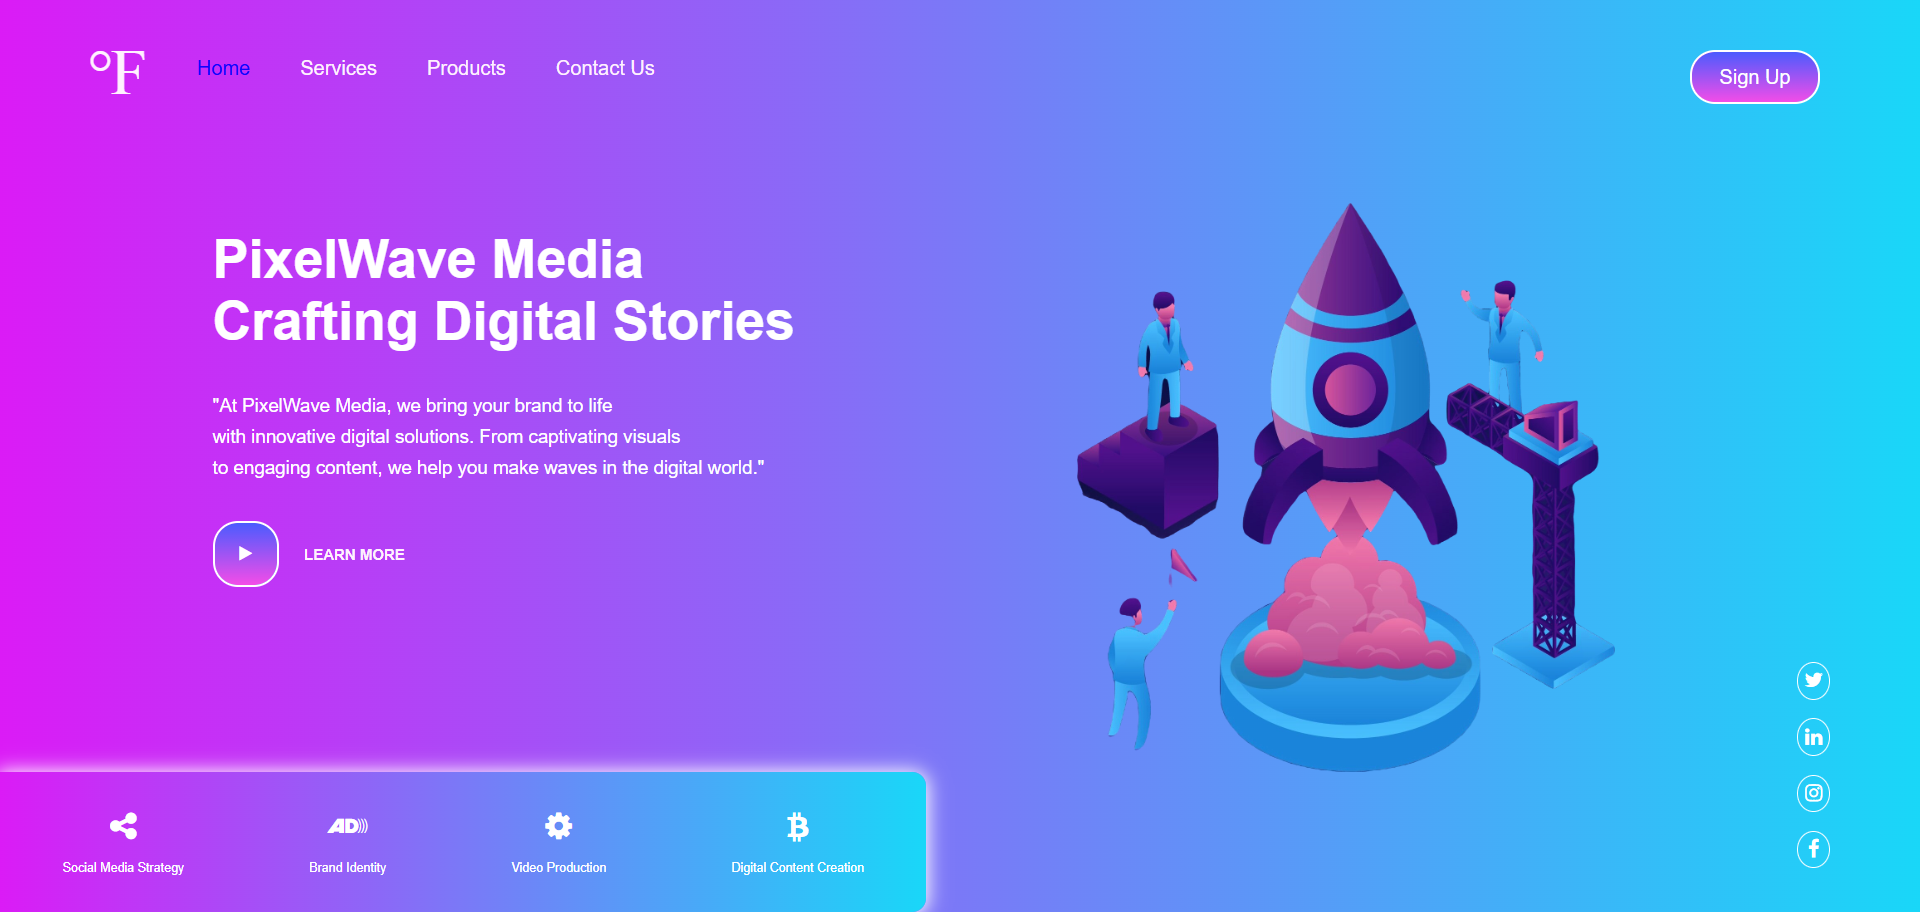 °F
Home
Services
Products
Contact Us
Sign Up
PixelWave Media
Crafting Digital Stories
"At PixelWave Media, we bring your brand to life
with innovative digital solutions. From captivating visuals
to engaging content, we help you make waves in the digital world."
LEARN MORE
AD
Social Media Strategy
Brand Identity
Video Production
Digital Content Creation